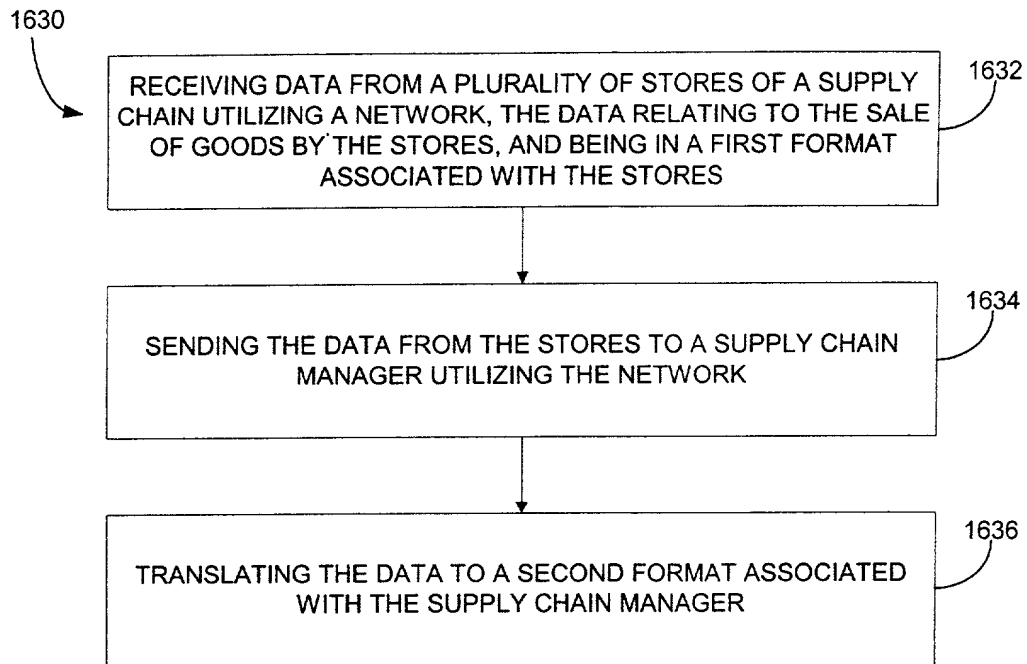 1630
1632
RECEIVING DATA FROM A PLURALITY OF STORES OF A SUPPLY
CHAIN UTILIZING A NETWORK, THE DATA RELATING TO THE SALE
OF GOODS BY THE STORES, AND BEING IN A FIRST FORMAT
ASSOCIATED WITH THE STORES
1634
SENDING THE DATA FROM THE STORES TO A SUPPLY CHAIN
MANAGER UTILIZING THE NETWORK
1636
TRANSLATING THE DATA TO A SECOND FORMAT ASSOCIATED
WITH THE SUPPLY CHAIN MANAGER